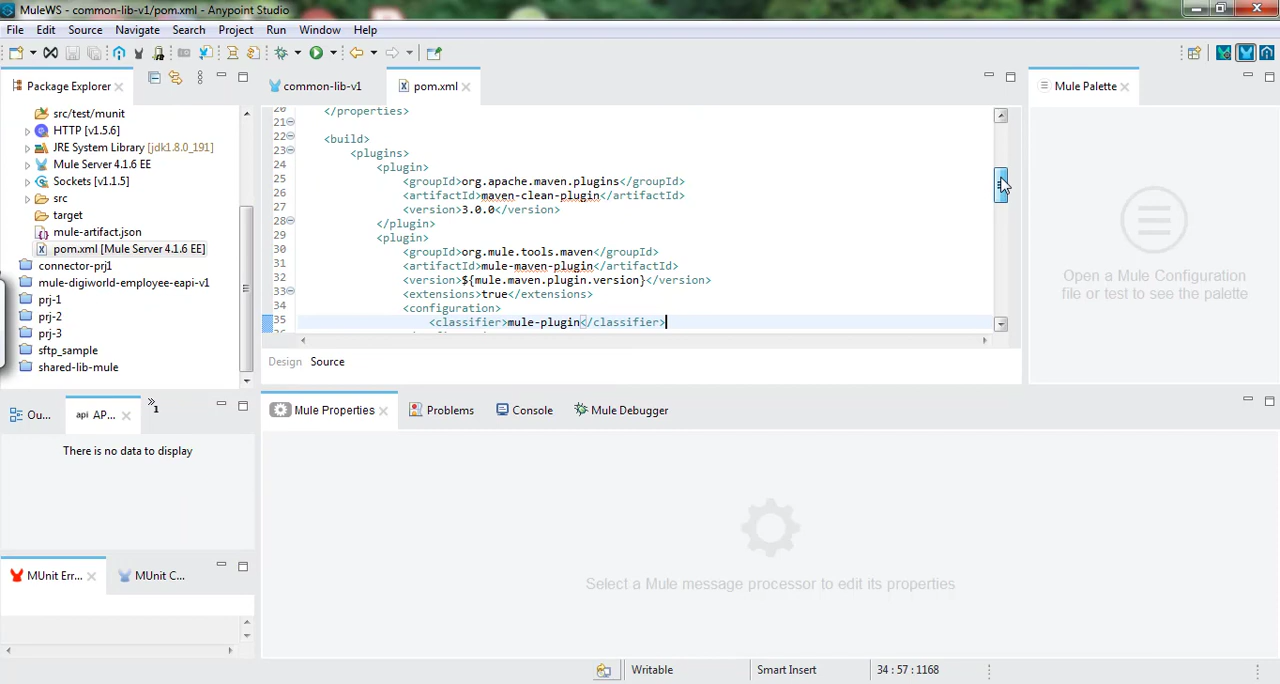 MuleWS - common-lib-v1/pom.xml - Anypoint Studio
File Edit Source Navigate Search Project Run Window Help
Package Explorer
src/test/munit
HTTP [v1.5.6]
JRE System Library [jdk1.8.0_191]
Mule Server 4.1.6 EE
Sockets [v1.1.5]
src
target
mule-artifact.json
pom.xml [Mule Server 4.1.6 EE]
connector-prj1
mule-digiworld-employee-eapi-v1
prj-1
prj-2
prj-3
sftp_sample
shared-lib-mule
common-lib-v1 pom.xml
20 </properties>
21
22 <build>
23 <plugins>
24 <plugin>
25 <groupId>org.apache.maven.plugins</groupId>
26 <artifactId>maven-clean-plugin</artifactId>
27 <version>3.0.0</version>
28 </plugin>
29 <plugin>
30 <groupId>org.mule.tools.maven</groupId>
31 <artifactId>mule-maven-plugin</artifactId>
32 <version>${mule.maven.plugin.version}</version>
33 <extensions>true</extensions>
34 <configuration>
35 <classifier>mule-plugin</classifier>
Design Source
Mule Palette
Open a Mule Configuration
file or test to see the palette
Ou... api AP... »1
There is no data to display
MUnit Err... MUnit C...
Mule Properties Problems Console Mule Debugger
Select a Mule message processor to edit its properties
Writable Smart Insert 34 : 57 : 1168